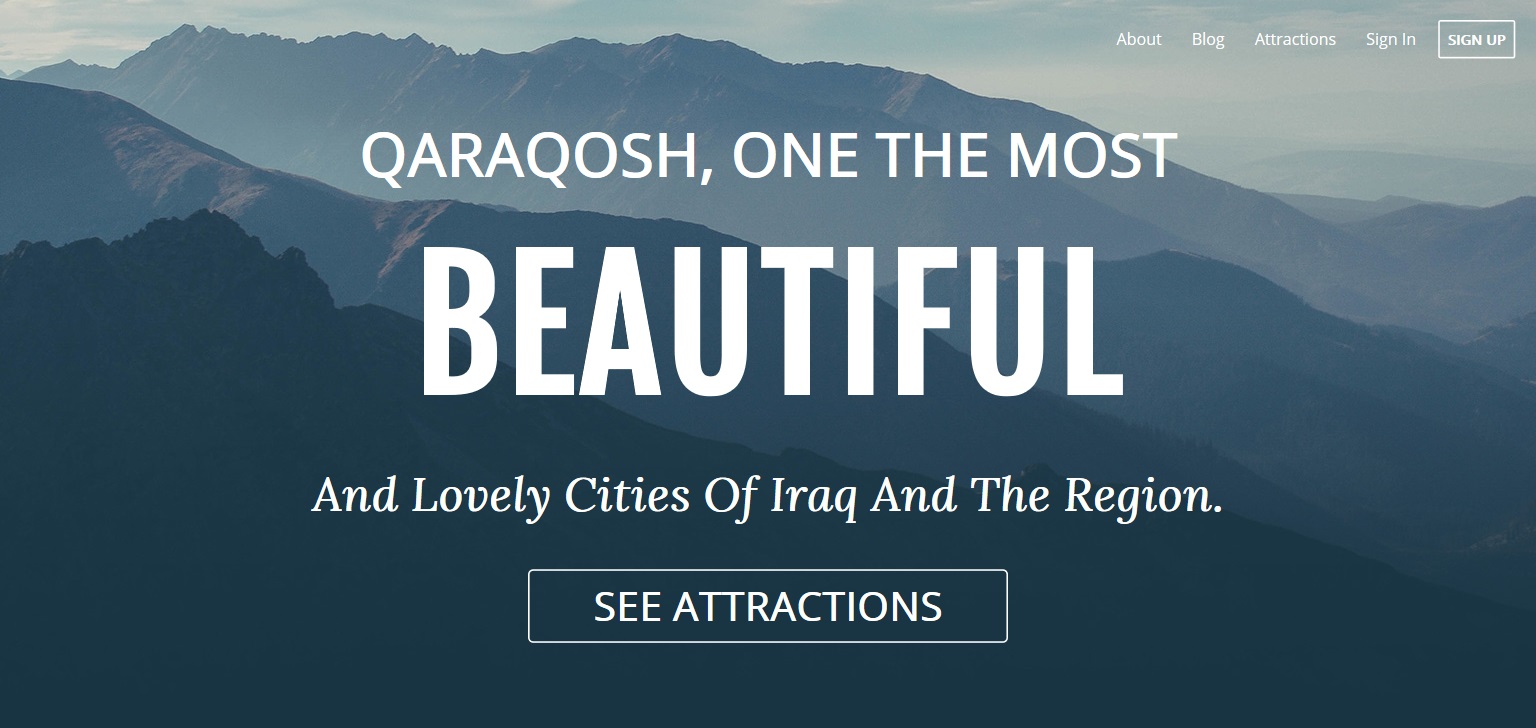 About Blog Attractions Sign In SIGN UP
QARAQOSH, ONE THE MOST
BEAUTIFUL
And Lovely Cities Of Iraq And The Region.
SEE ATTRACTIONS